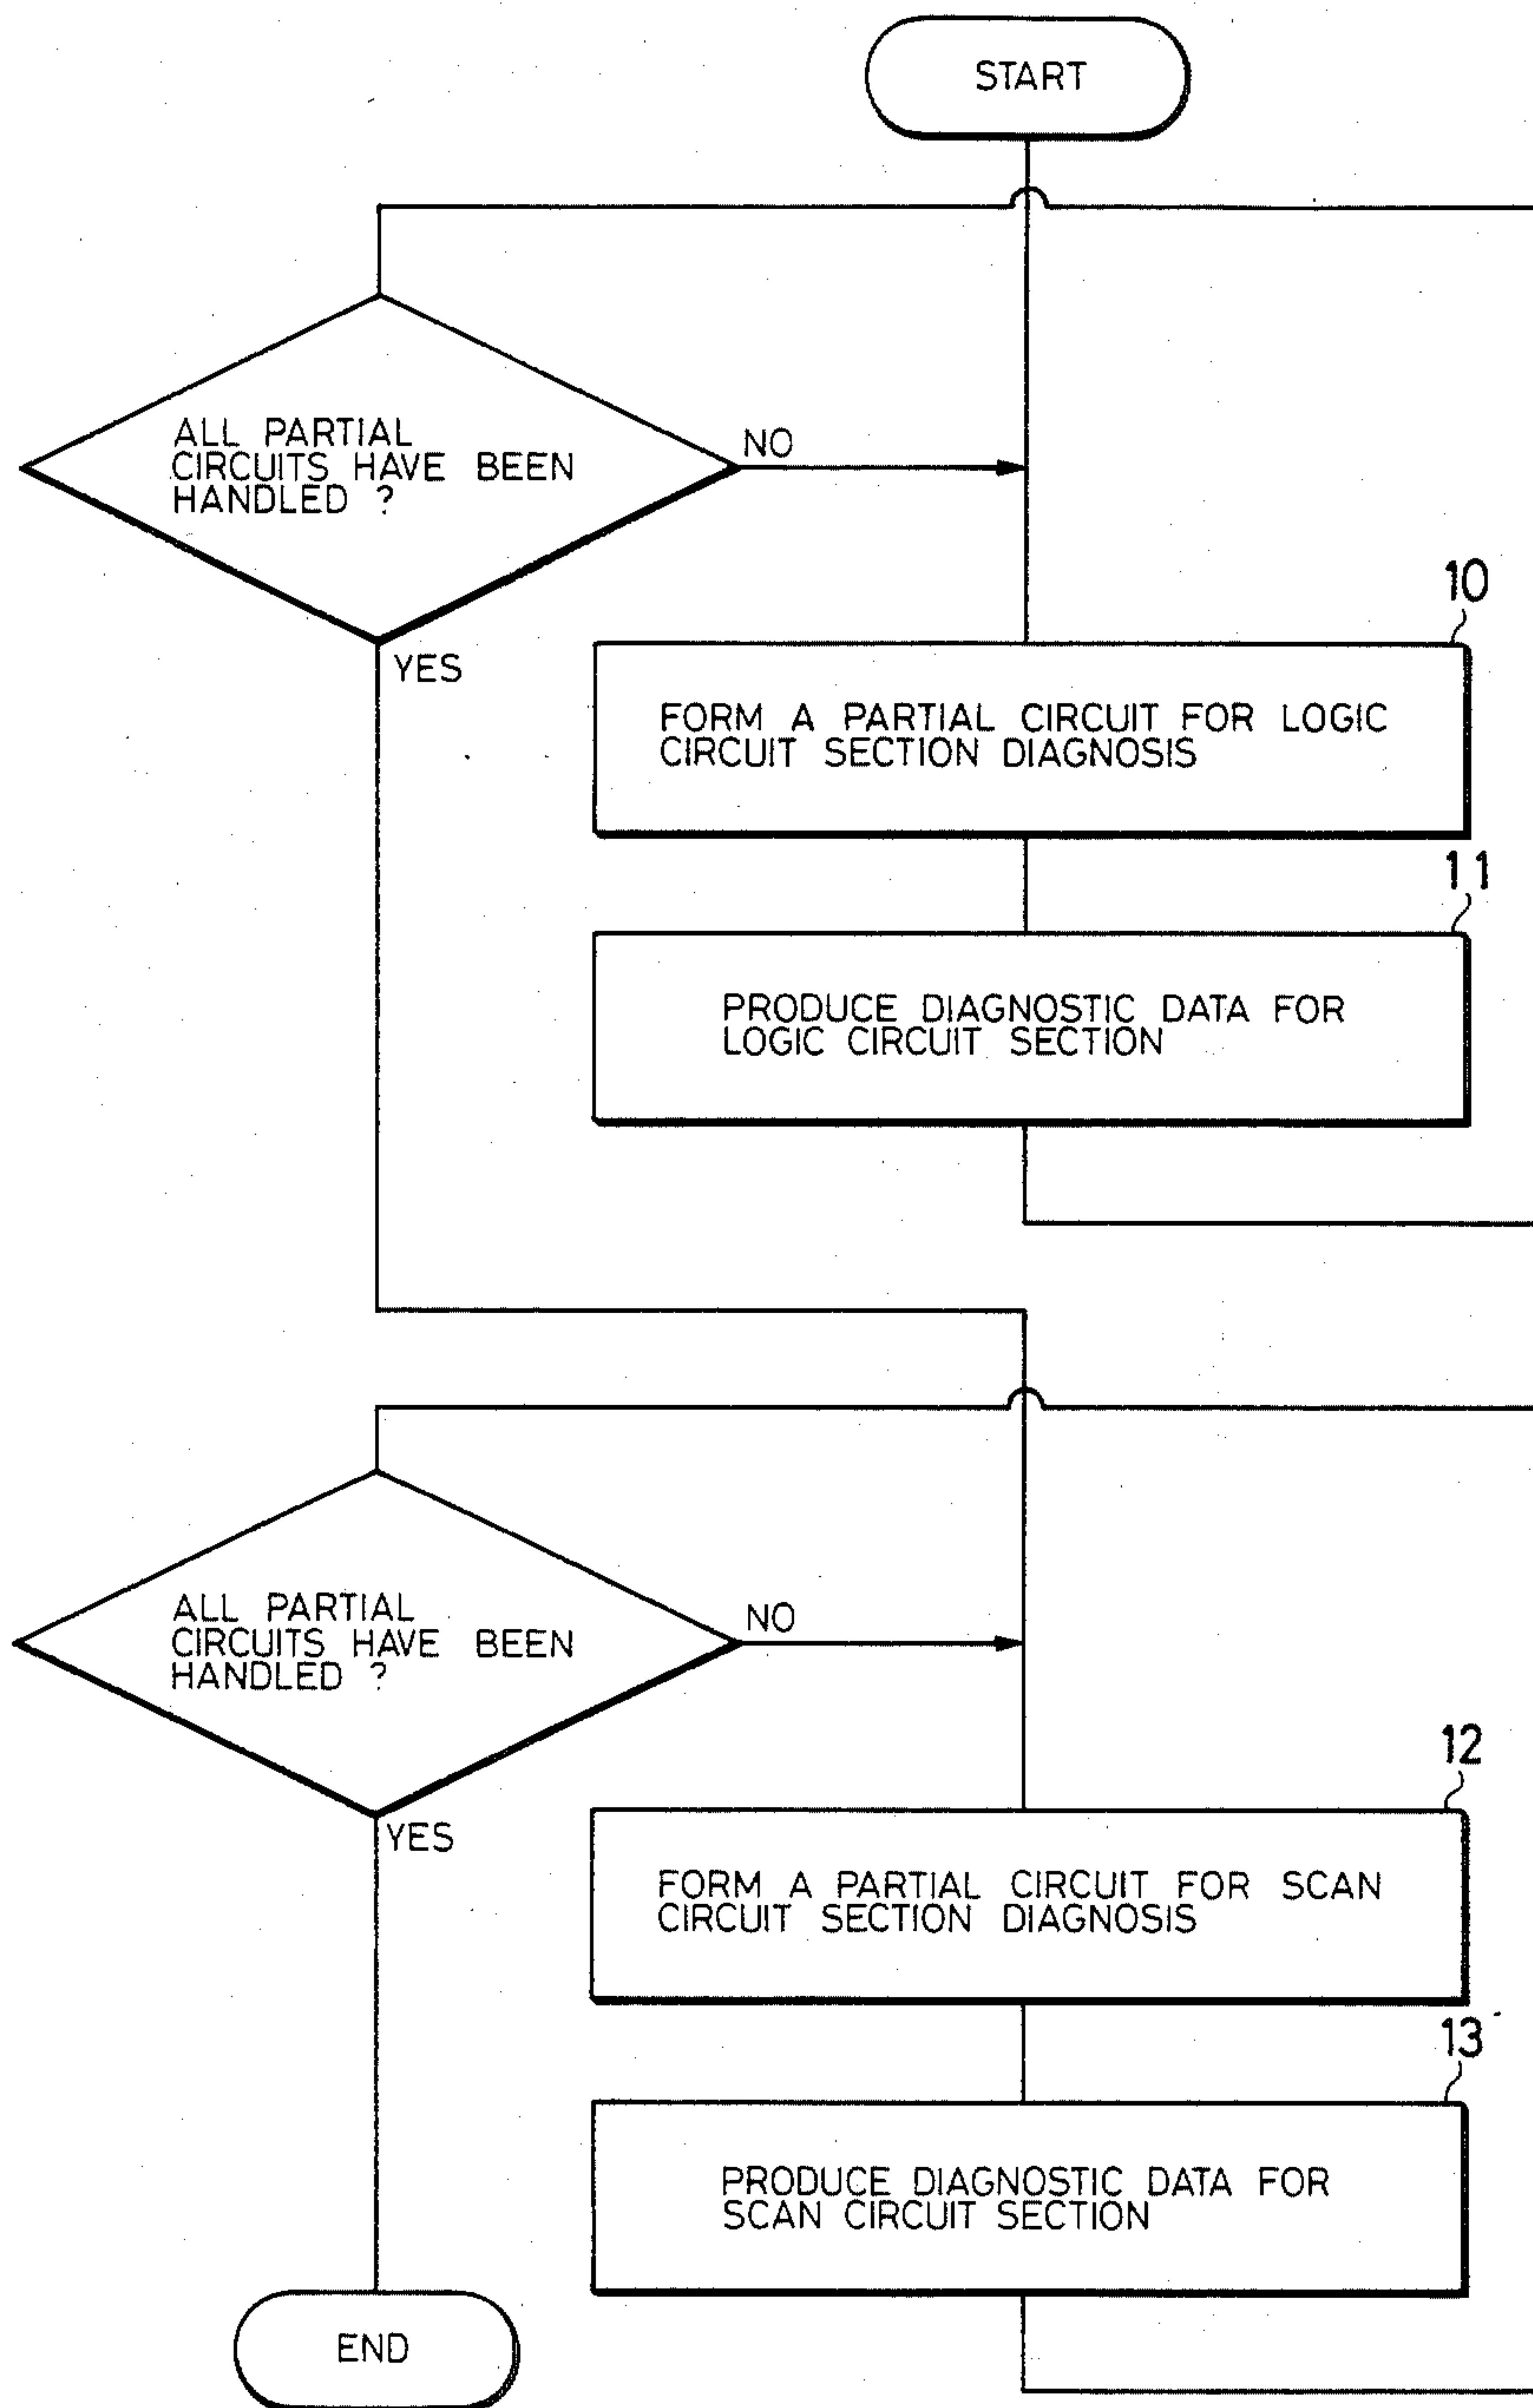 START
ALL PARTIAL
CIRCUITS HAVE BEEN
HANDLED ?
NO
YES
10
FORM A PARTIAL CIRCUIT FOR LOGIC
CIRCUIT SECTION DIAGNOSIS
11
PRODUCE DIAGNOSTIC DATA FOR
LOGIC CIRCUIT SECTION
ALL PARTIAL
CIRCUITS HAVE BEEN
HANDLED ?
NO
YES
12
FORM A PARTIAL CIRCUIT FOR SCAN
CIRCUIT SECTION DIAGNOSIS
13
PRODUCE DIAGNOSTIC DATA FOR
SCAN CIRCUIT SECTION
END